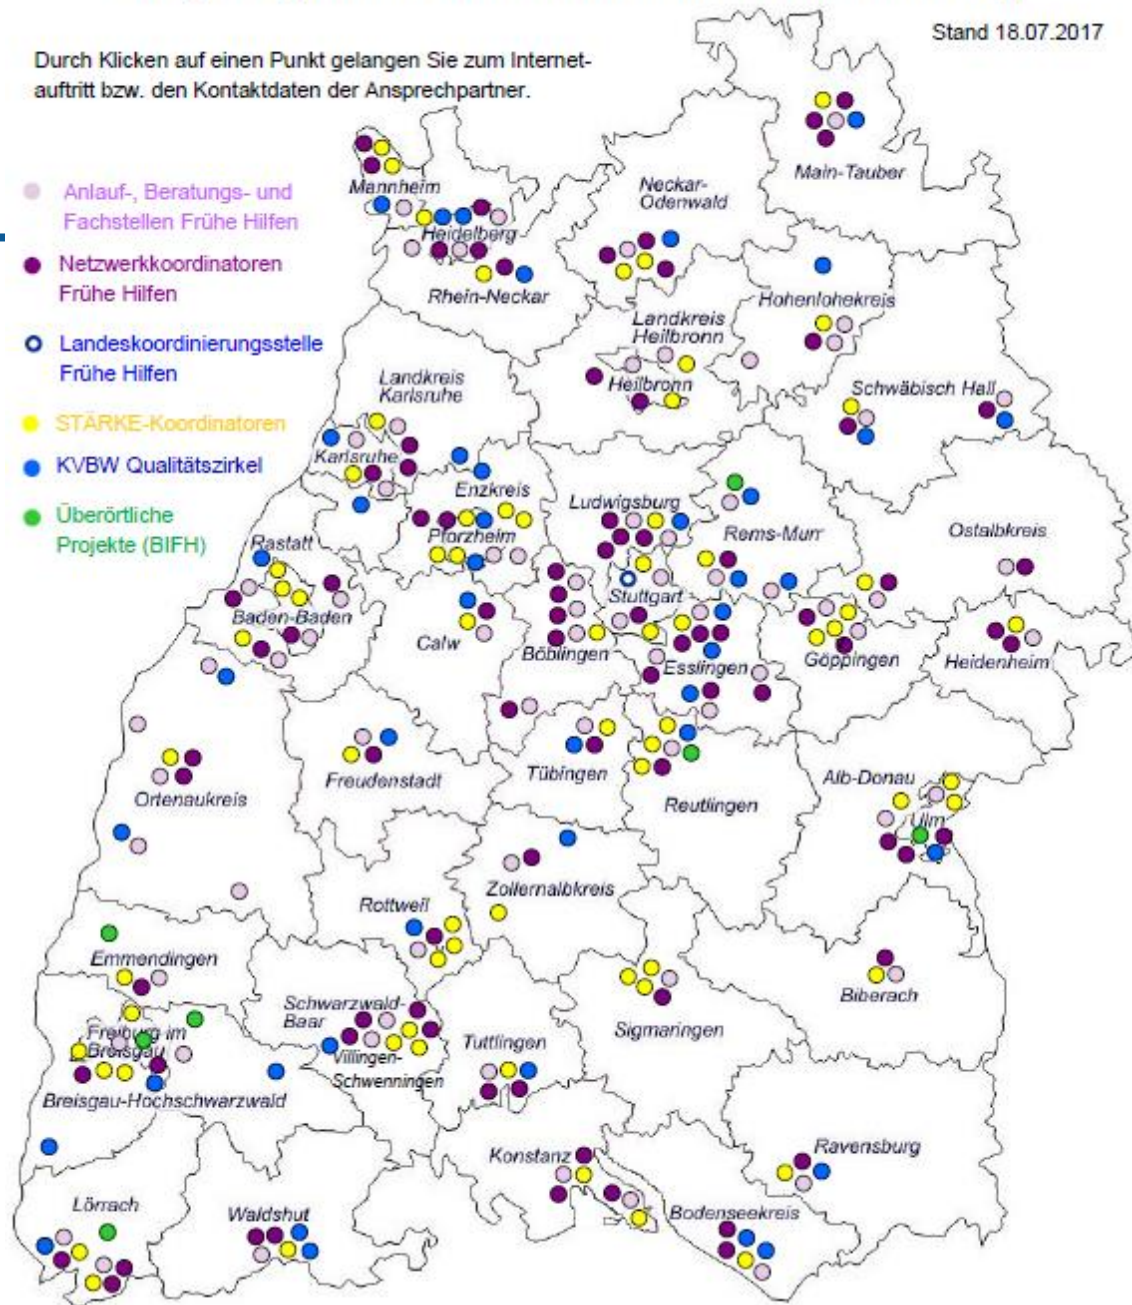 Stand 18.07.2017
Durch Klicken auf einen Punkt gelangen Sie zum Internet-
auftritt bzw. den Kontaktdaten der Ansprechpartner.
Anlauf-, Beratungs- und
Fachstellen Frühe Hilfen
Netzwerkkoordinatoren
Frühe Hilfen
Landeskoordinierungsstelle
Frühe Hilfen
STÄRKE-Koordinatoren
KVBW Qualitätszirkel
Überörtliche
Projekte (BIFH)
Main-Tauber
Mannheim
Neckar-
Odenwald
Heidelberg
Rhein-Neckar
Hohenlohekreis
Landkreis
Heilbronn
Heilbronn
Landkreis
Karlsruhe
Schwäbisch Hall
Karlsruhe
Enzkreis
Ludwigsburg
Pforzheim
Rems-Murr
Ostalbkreis
Rastatt
Stuttgart
Baden-Baden
Calw
Böblingen
Esslingen
Göppingen
Heidenheim
Freudenstadt
Tübingen
Reutlingen
Alb-Donau
Ulm
Ortenaukreis
Zollernalbkreis
Rottweil
Emmendingen
Biberach
Schwarzwald-
Baar
Sigmaringen
Freiburg im
Breisgau
Villingen-
Schwenningen
Tuttlingen
Breisgau-Hochschwarzwald
Konstanz
Ravensburg
Lörrach
Waldshut
Bodenseekreis